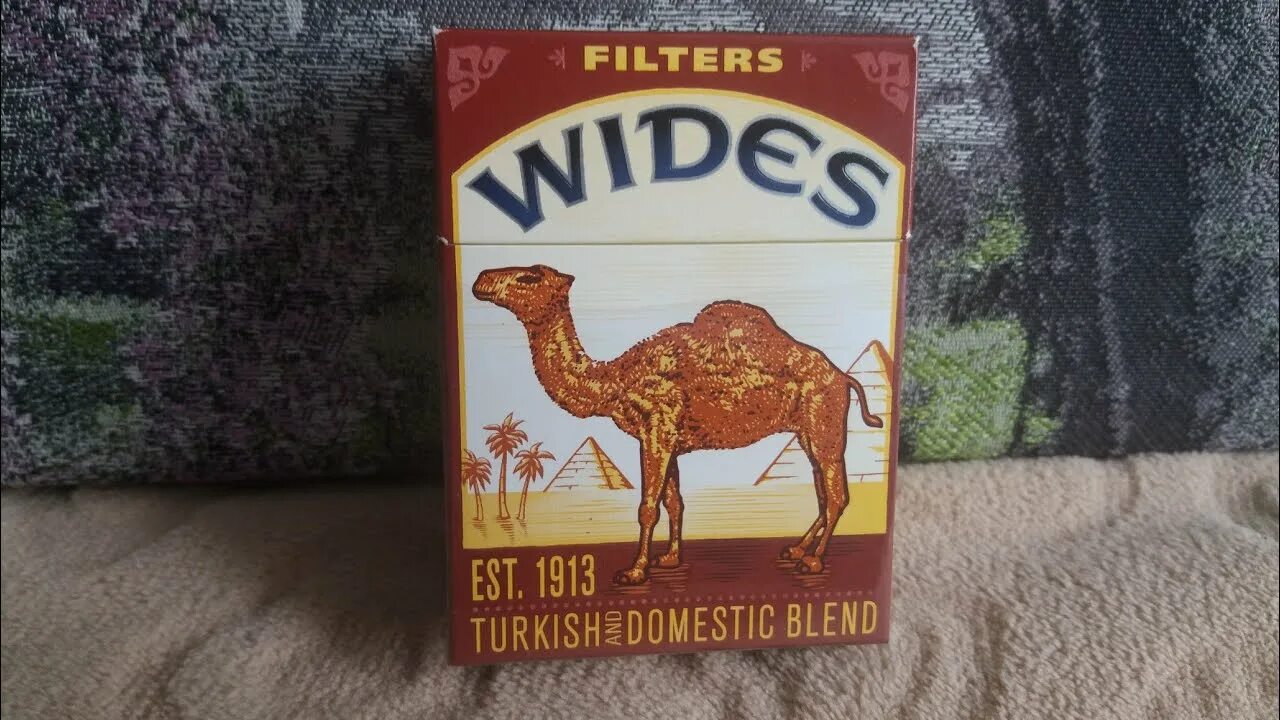 FILTERS
WIDES
EST. 1913
TURKISH AND DOMESTIC BLEND